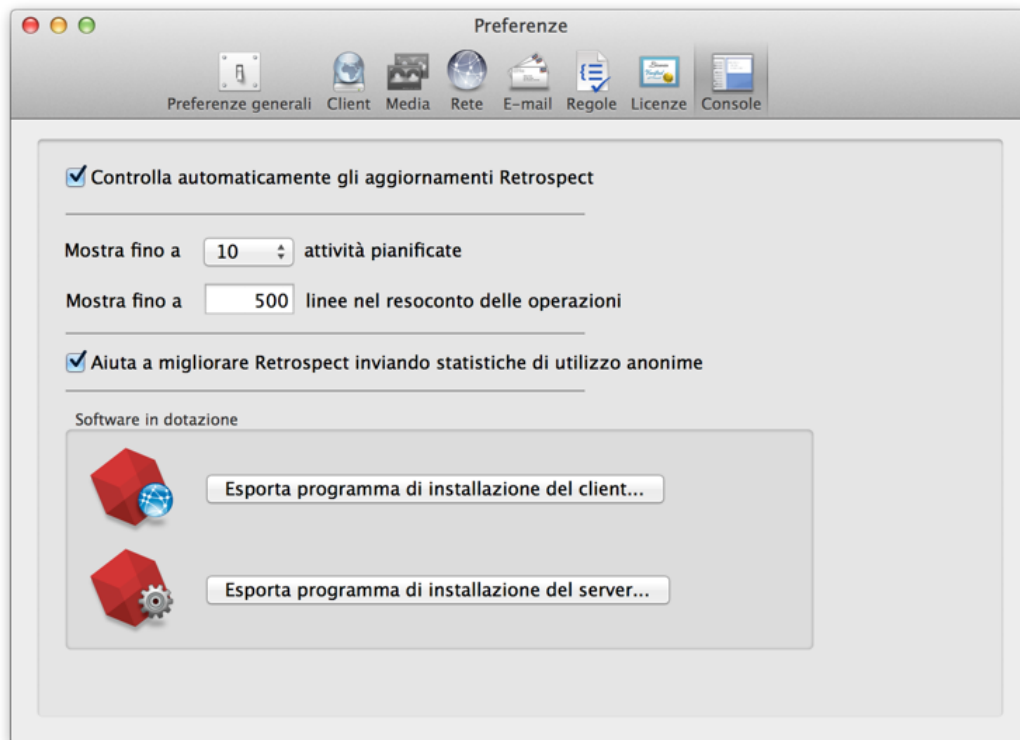 Preferenze
Preferenze generali Client Media Rete E-mail Regole Licenze Console
Controlla automaticamente gli aggiornamenti Retrospect
Mostra fino a 10 attività pianificate
Mostra fino a 500 linee nel resoconto delle operazioni
Aiuta a migliorare Retrospect inviando statistiche di utilizzo anonime
Software in dotazione
Esporta programma di installazione del client...
Esporta programma di installazione del server...